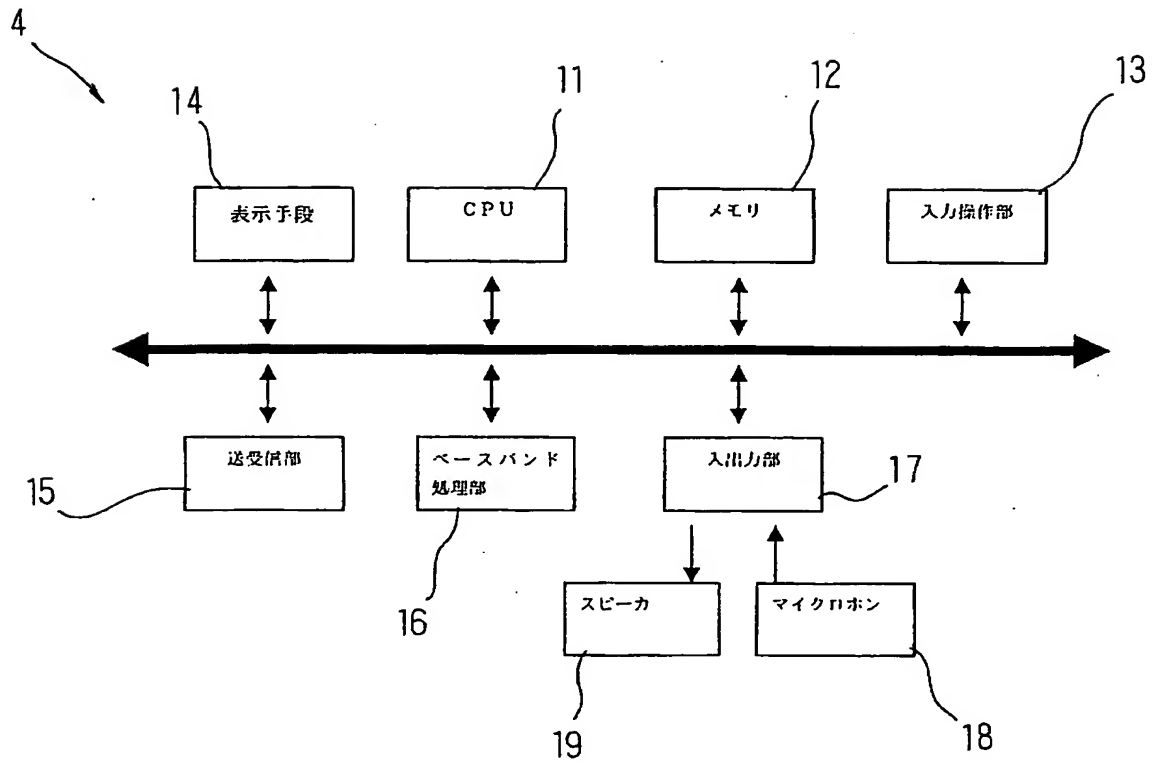 4
14
11
12
13
表示手段
CPU
メモリ
入力操作部
送受信部
ベースバンド
処理部
入出力部
15
16
17
スピーカ
マイクロホン
19
18